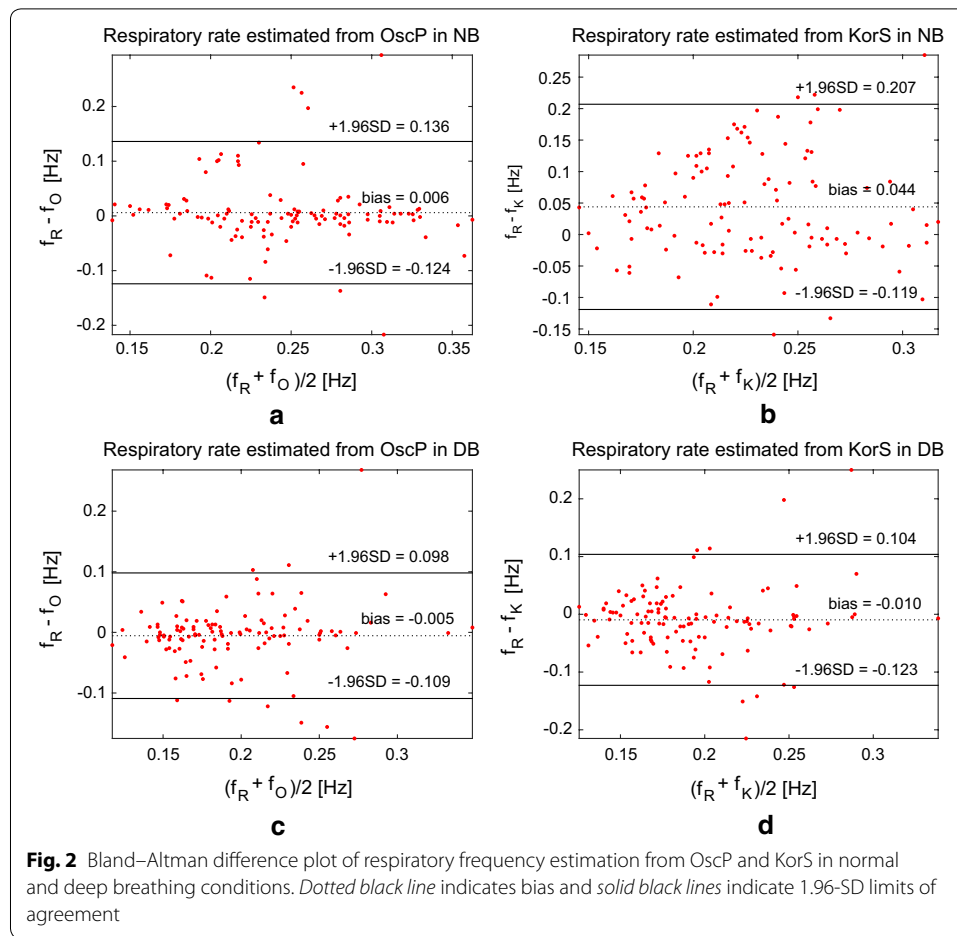 Respiratory rate estimated from OscP in NB
0.2
0.1
0
-0.1
-0.2
f_R - f_O [Hz]
+1.96SD = 0.136
bias = 0.006
-1.96SD = -0.124
0.15 0.2 0.25 0.3 0.35
(f_R + f_O)/2 [Hz]
a
Respiratory rate estimated from KorS in NB
0.25
0.2
0.15
0.1
0.05
0
0.05
-0.1
-0.15
f_R - f_K [Hz]
+1.96SD = 0.207
bias = 0.044
-1.96SD = -0.119
0.15 0.2 0.25 0.3
(f_R + f_K)/2 [Hz]
b
Respiratory rate estimated from OscP in DB
0.2
0.1
0
-0.1
f_R - f_O [Hz]
+1.96SD = 0.098
bias = -0.005
-1.96SD = -0.109
0.15 0.2 0.25 0.3
(f_R + f_O)/2 [Hz]
c
Respiratory rate estimated from KorS in DB
0.2
0.1
0
-0.1
-0.2
f_R - f_K [Hz]
+1.96SD = 0.104
bias = -0.010
-1.96SD = -0.123
0.15 0.2 0.25 0.3
(f_R + f_K)/2 [Hz]
d
Fig. 2 Bland–Altman difference plot of respiratory frequency estimation from OscP and KorS in normal
and deep breathing conditions. Dotted black line indicates bias and solid black lines indicate 1.96-SD limits of
agreement